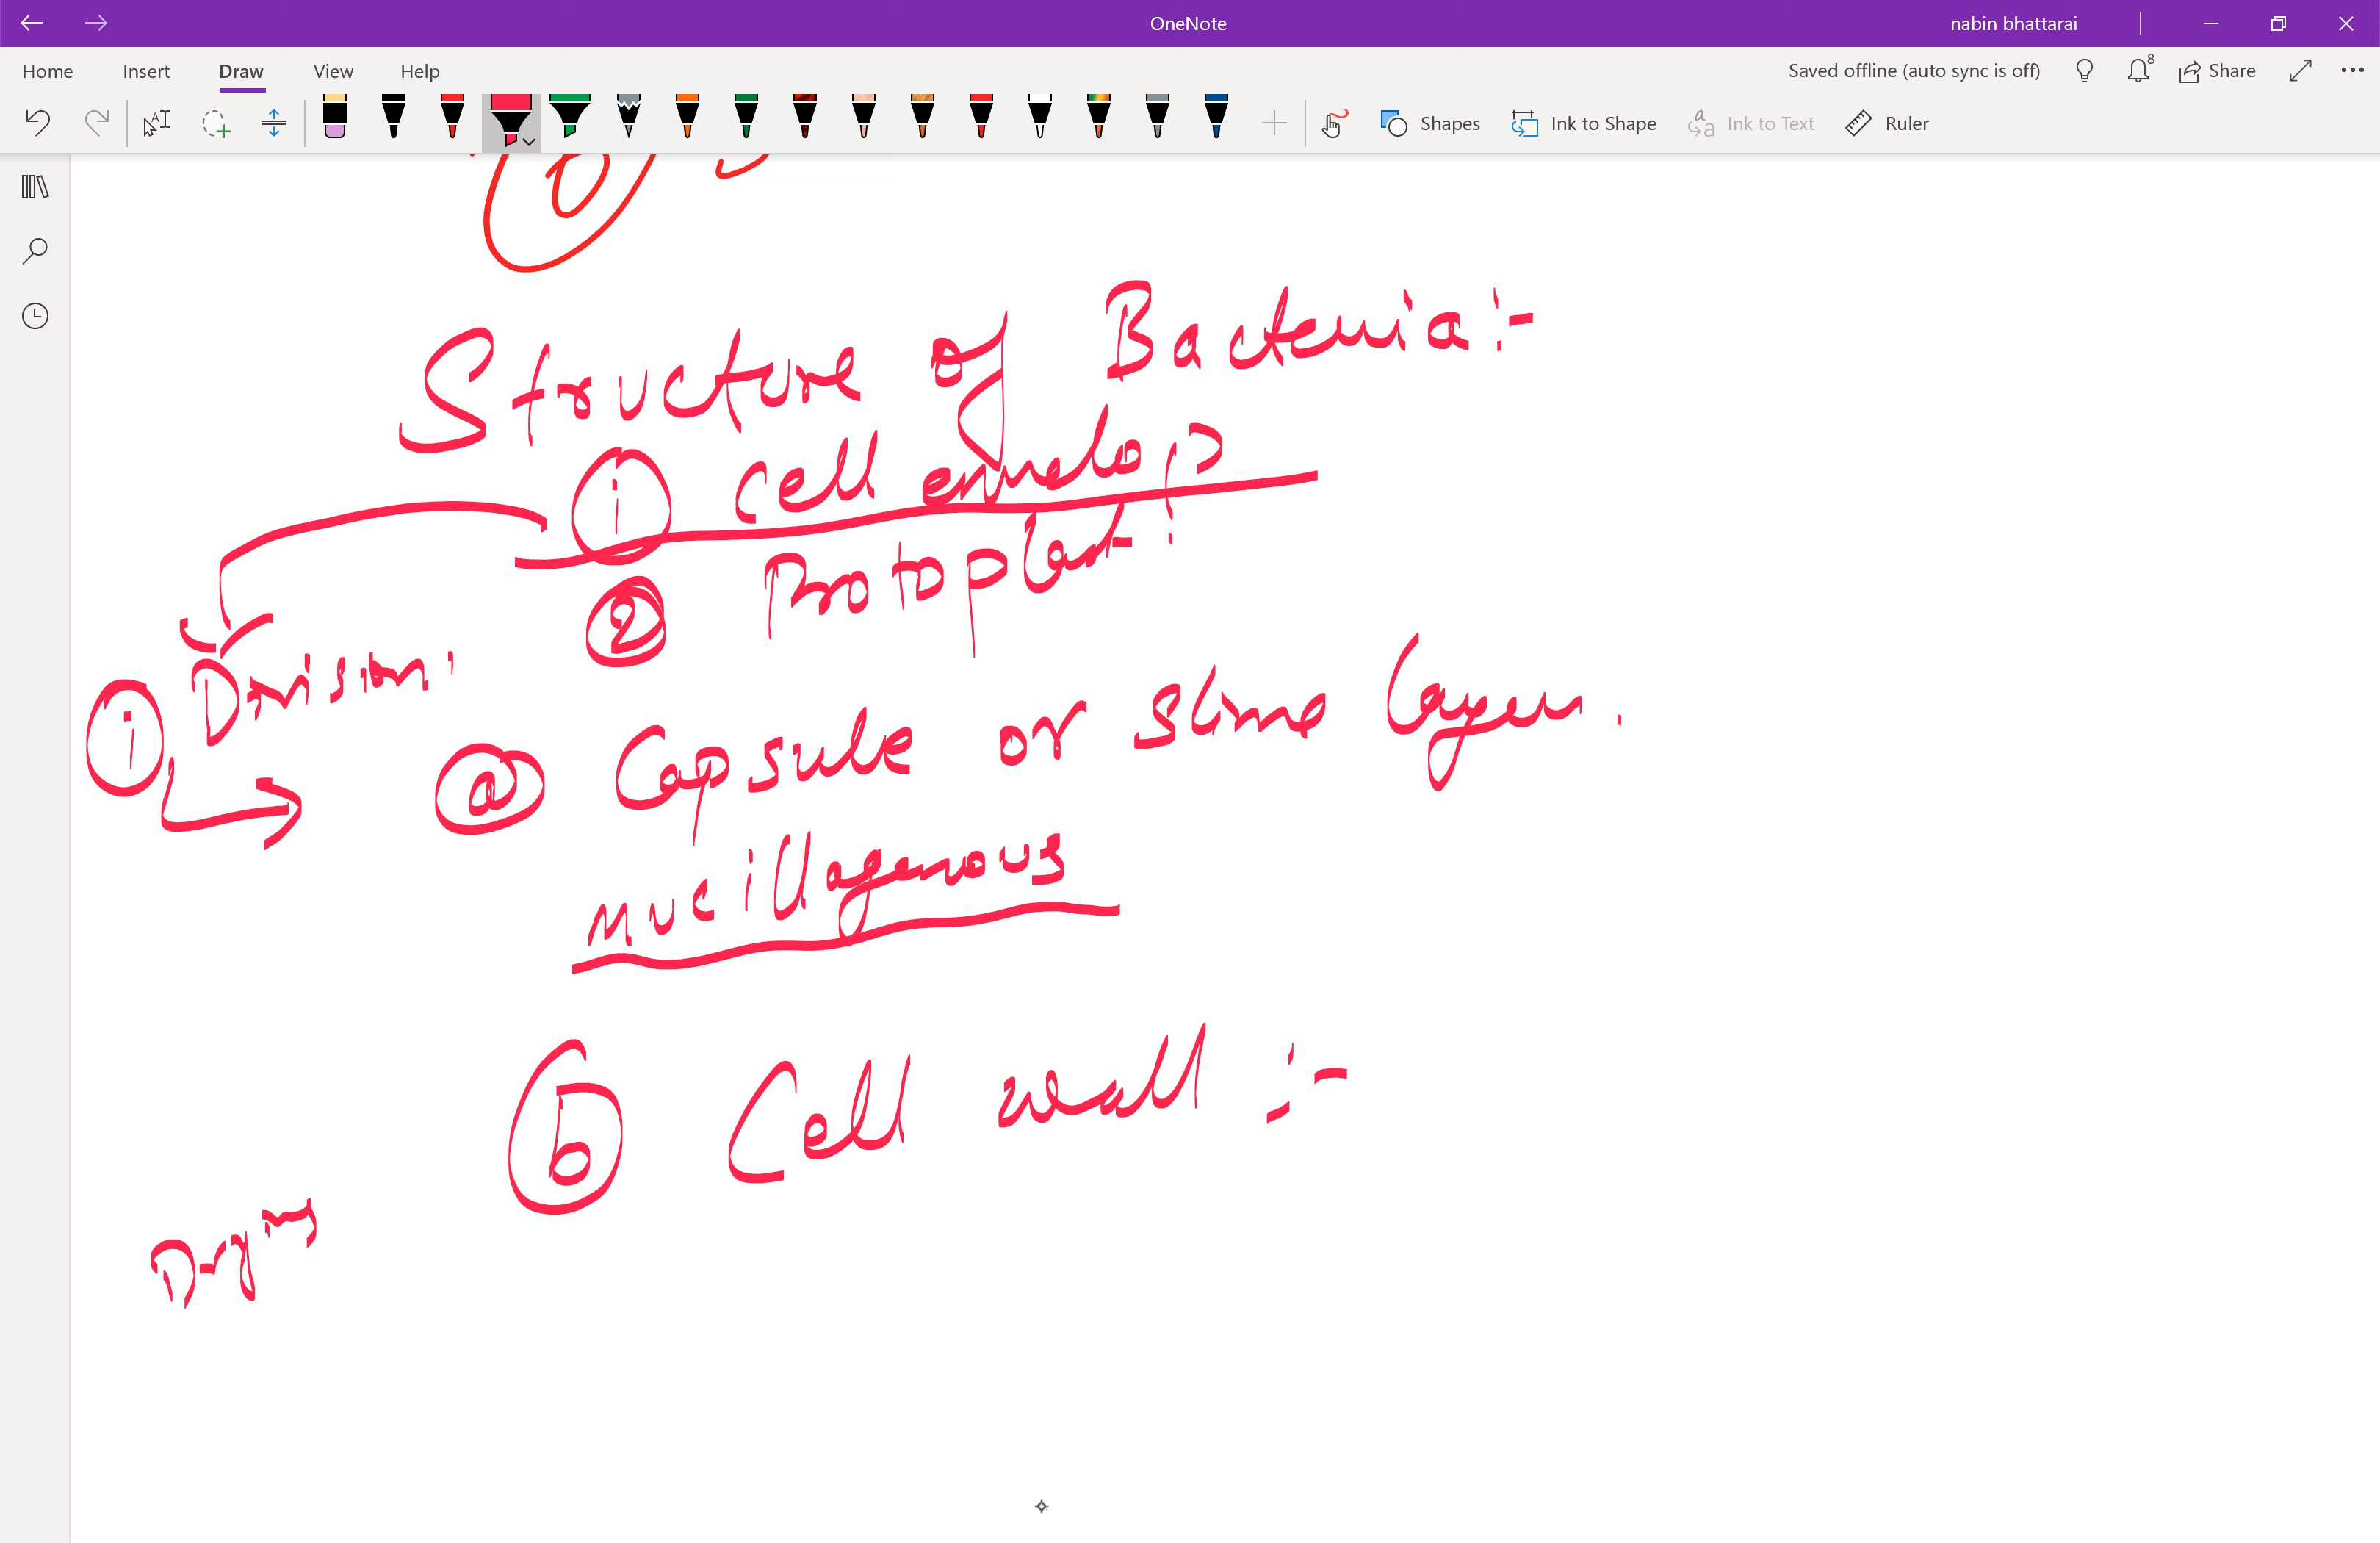 OneNote
nabin bhattarai
Home Insert Draw View Help
Saved offline (auto sync is off)
8
Share
Shapes
Ink to Shape
Ink to Text
Ruler
Structure of Bacteria :-
i cell envelop
2 Protoplast :
i Division.
a Capsule or slime layer.
mucillagenous
b Cell wall :-